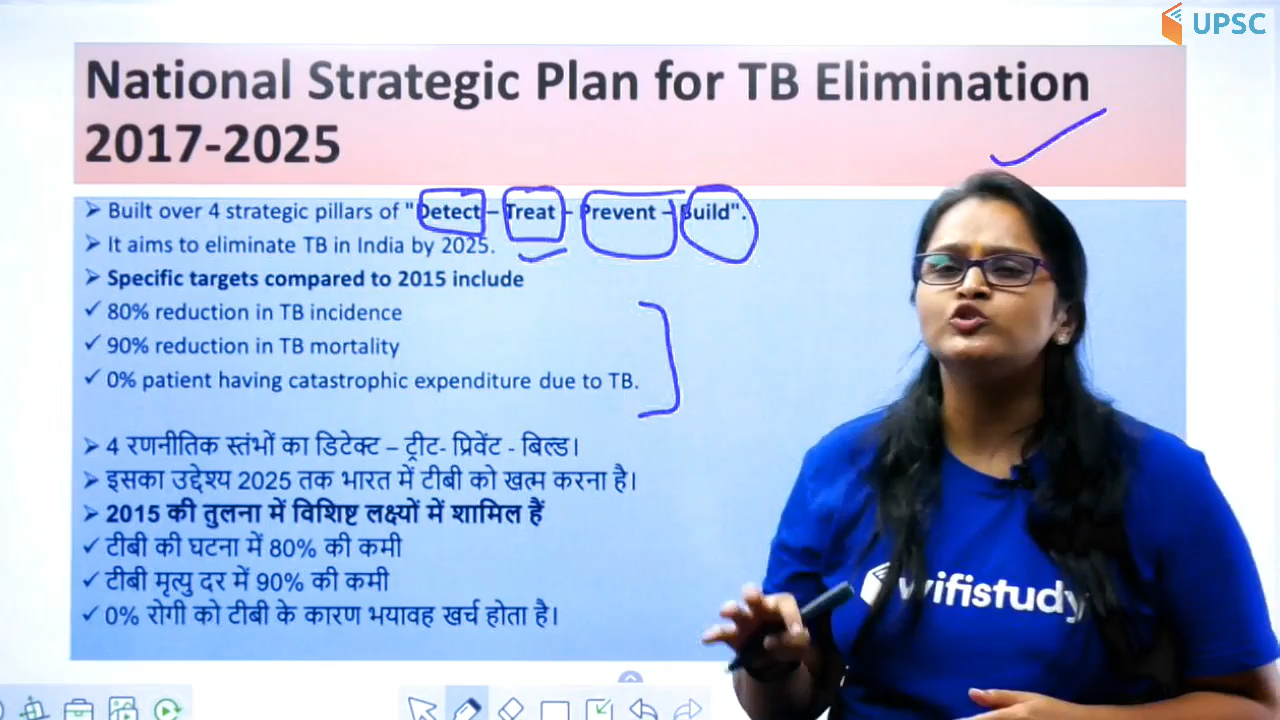 UPSC
National Strategic Plan for TB Elimination
2017-2025
➤ Built over 4 strategic pillars of "Detect – Treat - Prevent – Build".
➤ It aims to eliminate TB in India by 2025.
➤ Specific targets compared to 2015 include
✓ 80% reduction in TB incidence
✓ 90% reduction in TB mortality
✓ 0% patient having catastrophic expenditure due to TB.
➤ 4 रणनीतिक स्तंभों का डिटेक्ट – ट्रीट- प्रिवेंट - बिल्ड।
➤ इसका उद्देश्य 2025 तक भारत में टीबी को खत्म करना है।
➤ 2015 की तुलना में विशिष्ट लक्ष्यों में शामिल हैं
✓ टीबी की घटना में 80% की कमी
✓ टीबी मृत्यु दर में 90% की कमी
✓ 0% रोगी को टीबी के कारण भयावह खर्च होता है।
wifistudy